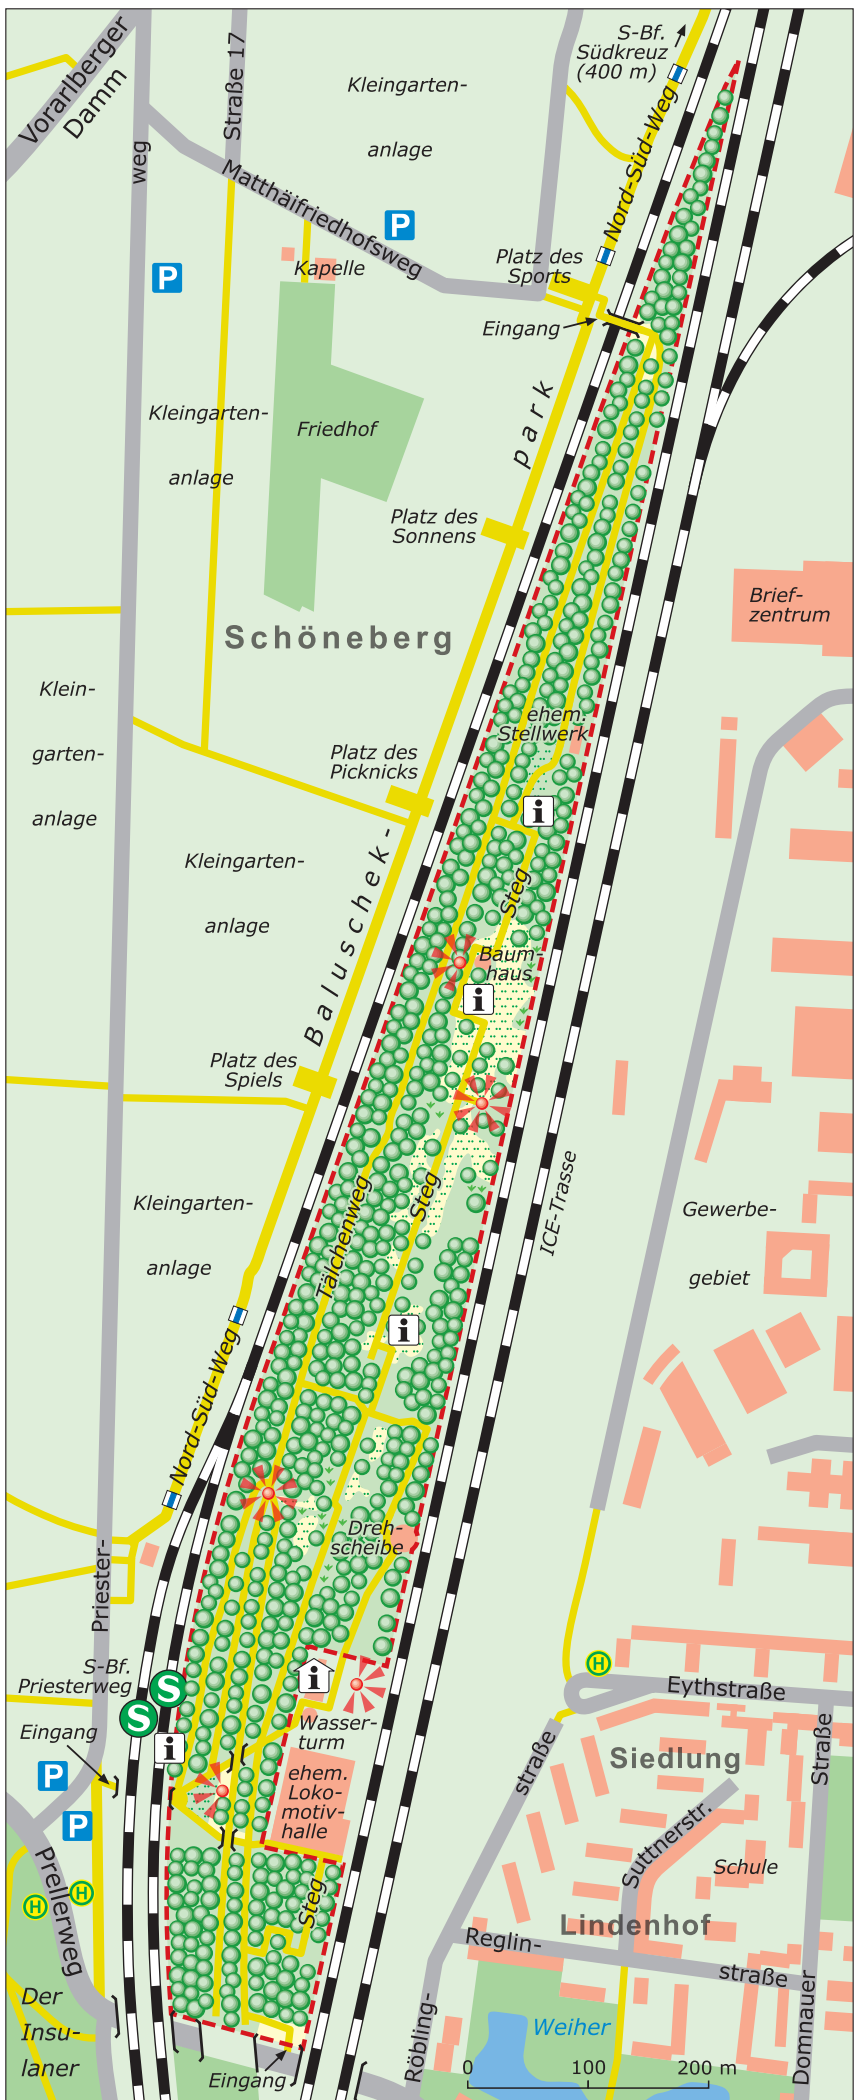 S-Bf.
Südkreuz
(400 m)
Vorarlberger
Damm
Straße 17
weg
Kleingarten-
anlage
Nord-Süd-Weg
Matthäifriedhofsweg
P
P
Kapelle
Platz des
Sports
Eingang
park
Kleingarten-
anlage
Friedhof
Platz des
Sonnens
Brief-
zentrum
Schöneberg
Klein-
garten-
anlage
ehem.
Stellwerk
Platz des
Picknicks
i
Baluschek-
Kleingarten-
anlage
Steg
Baum-
haus
i
Platz des
Spiels
ICE-Trasse
Tälchenweg
Steg
Kleingarten-
anlage
Gewerbe-
gebiet
i
Nord-Süd-Weg
Dreh-
scheibe
Priester-
S-Bf.
Priesterweg
S
S
i
H
Eythstraße
Eingang
i
Wasser-
turm
P
P
ehem.
Loko-
motiv-
halle
straße
Siedlung
Straße
Suttnerstr.
Schule
Prellerweg
H
H
Steg
Lindenhof
Reglin-
straße
Der
Insu-
laner
Weiher
Röbling-
Domnauer
Eingang
0 100 200 m